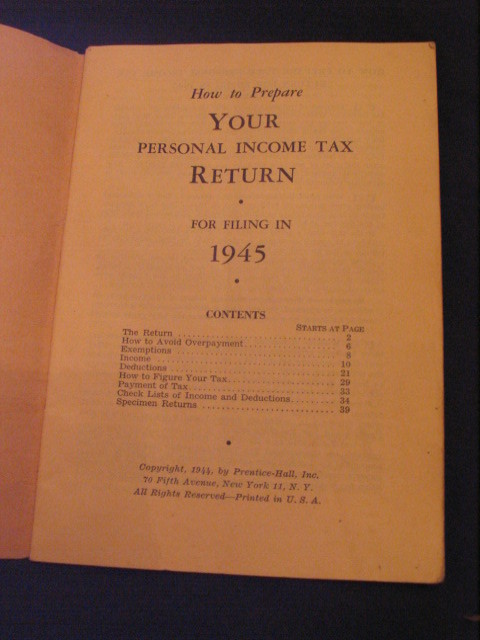 How to Prepare
YOUR
PERSONAL INCOME TAX
RETURN
•
FOR FILING IN
1945
•
CONTENTS
STARTS AT PAGE
The Return .......... 2
How to Avoid Overpayment .......... 6
Exemptions .......... 8
Income .......... 10
Deductions .......... 21
How to Figure Your Tax .......... 29
Payment of Tax .......... 33
Check Lists of Income and Deductions .......... 34
Specimen Returns .......... 39
•
Copyright, 1944, by Prentice-Hall, Inc.
70 Fifth Avenue, New York 11, N. Y.
All Rights Reserved—Printed in U. S. A.